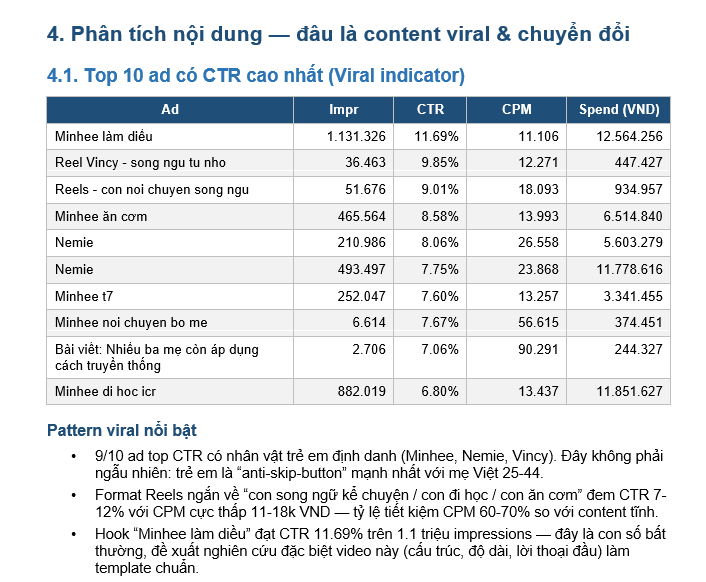 4. Phân tích nội dung — đâu là content viral & chuyển đổi
4.1. Top 10 ad có CTR cao nhất (Viral indicator)
Ad Impr CTR CPM Spend (VND)
Minhee làm diều 1.131.326 11.69% 11.106 12.564.256
Reel Vincy - song ngu tu nho 36.463 9.85% 12.271 447.427
Reels - con noi chuyen song ngu 51.676 9.01% 18.093 934.957
Minhee ăn cơm 465.564 8.58% 13.993 6.514.840
Nemie 210.986 8.06% 26.558 5.603.279
Nemie 493.497 7.75% 23.868 11.778.616
Minhee t7 252.047 7.60% 13.257 3.341.455
Minhee noi chuyen bo me 6.614 7.67% 56.615 374.451
Bài viết: Nhiều ba mẹ còn áp dụng 2.706 7.06% 90.291 244.327
cách truyền thống
Minhee di hoc icr 882.019 6.80% 13.437 11.851.627
Pattern viral nổi bật
• 9/10 ad top CTR có nhân vật trẻ em định danh (Minhee, Nemie, Vincy). Đây không phải
ngẫu nhiên: trẻ em là “anti-skip-button” mạnh nhất với mẹ Việt 25-44.
• Format Reels ngắn về “con song ngữ kể chuyện / con đi học / con ăn cơm” đem CTR 7-
12% với CPM cực thấp 11-18k VND — tỷ lệ tiết kiệm CPM 60-70% so với content tĩnh.
• Hook “Minhee làm diều” đạt CTR 11.69% trên 1.1 triệu impressions — đây là con số bất
thường, đề xuất nghiên cứu đặc biệt video này (cấu trúc, độ dài, lời thoại đầu) làm
template chuẩn.